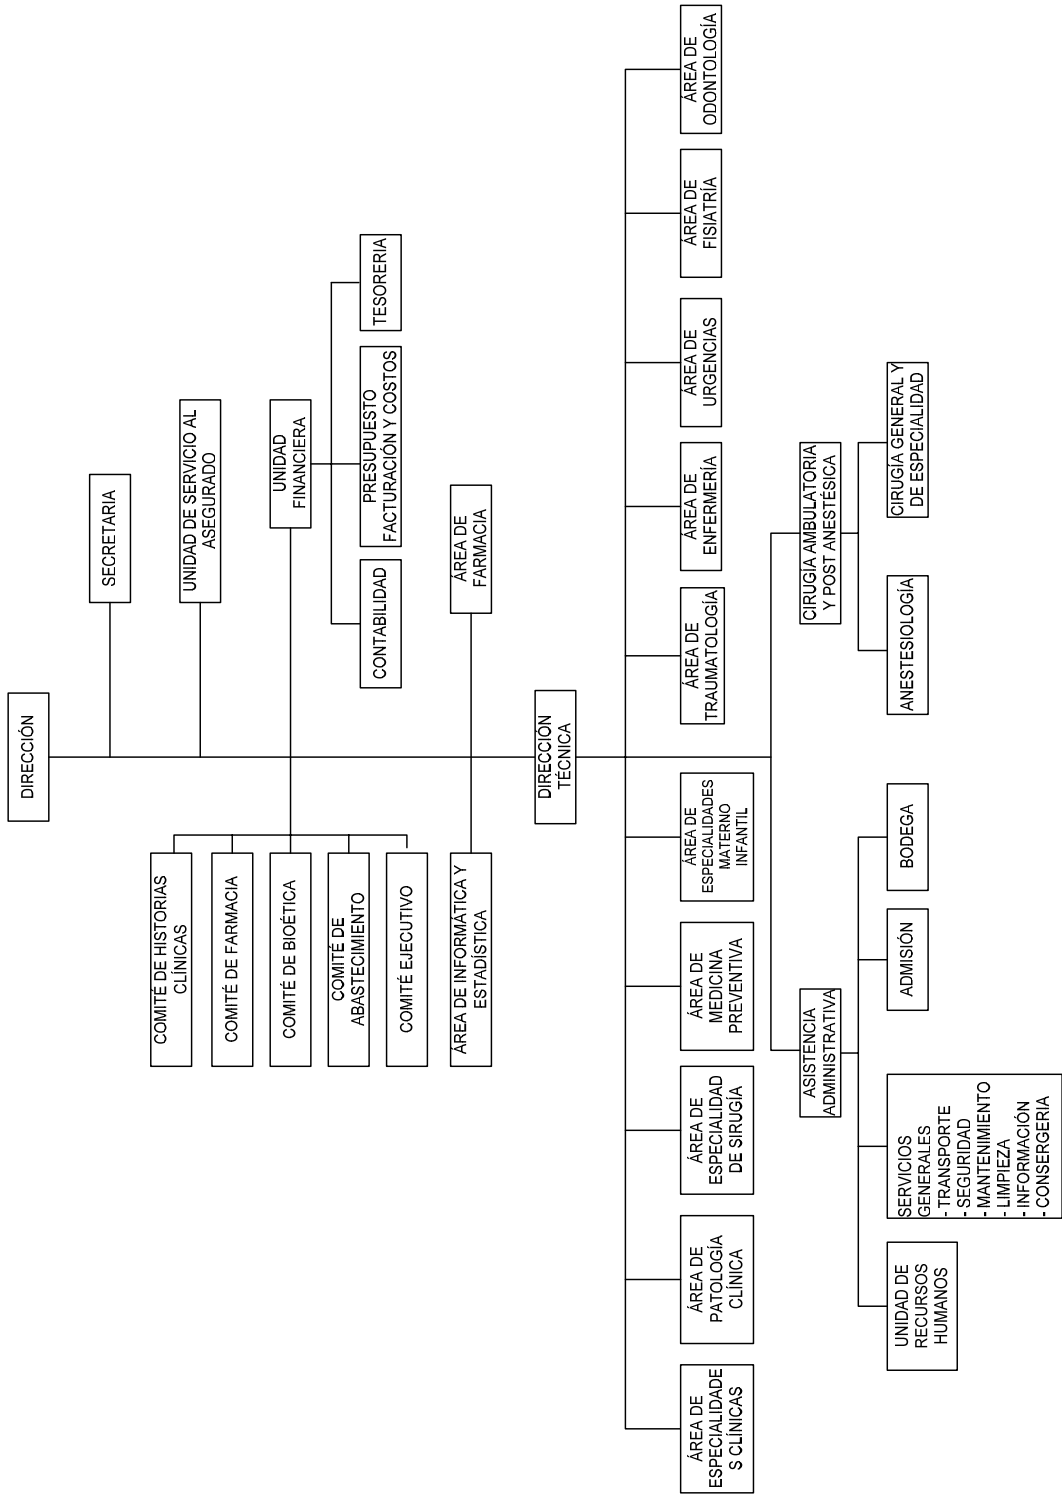 DIRECCIÓN
SECRETARIA
UNIDAD DE SERVICIO AL
ASEGURADO
COMITÉ DE HISTORIAS
CLÍNICAS
COMITÉ DE FARMACIA
COMITÉ DE BIOÉTICA
COMITÉ DE
ABASTECIMIENTO
COMITÉ EJECUTIVO
UNIDAD
FINANCIERA
CONTABILIDAD
PRESUPUESTO
FACTURACIÓN Y COSTOS
TESORERIA
ÁREA DE INFORMÁTICA Y
ESTADÍSTICA
ÁREA DE
FARMACIA
DIRECCIÓN
TÉCNICA
ÁREA DE
ESPECIALIDADE
S CLÍNICAS
ÁREA DE
PATOLOGÍA
CLÍNICA
ÁREA DE
ESPECIALIDAD
DE SIRUGÍA
ÁREA DE
MEDICINA
PREVENTIVA
ÁREA DE
ESPECIALIDADES
MATERNO
INFANTIL
ÁREA DE
TRAUMATOLOGÍA
ÁREA DE
ENFERMERÍA
ÁREA DE
URGENCIAS
ÁREA DE
FISIATRÍA
ÁREA DE
ODONTOLOGÍA
ASISTENCIA
ADMINISTRATIVA
CIRUGÍA AMBULATORIA
Y POST ANESTÉSICA
UNIDAD DE
RECURSOS
HUMANOS
SERVICIOS
GENERALES
- TRANSPORTE
- SEGURIDAD
- MANTENIMIENTO
- LIMPIEZA
- INFORMACIÓN
- CONSERGERIA
ADMISIÓN
BODEGA
ANESTESIOLOGÍA
CIRUGÍA GENERAL Y
DE ESPECIALIDAD